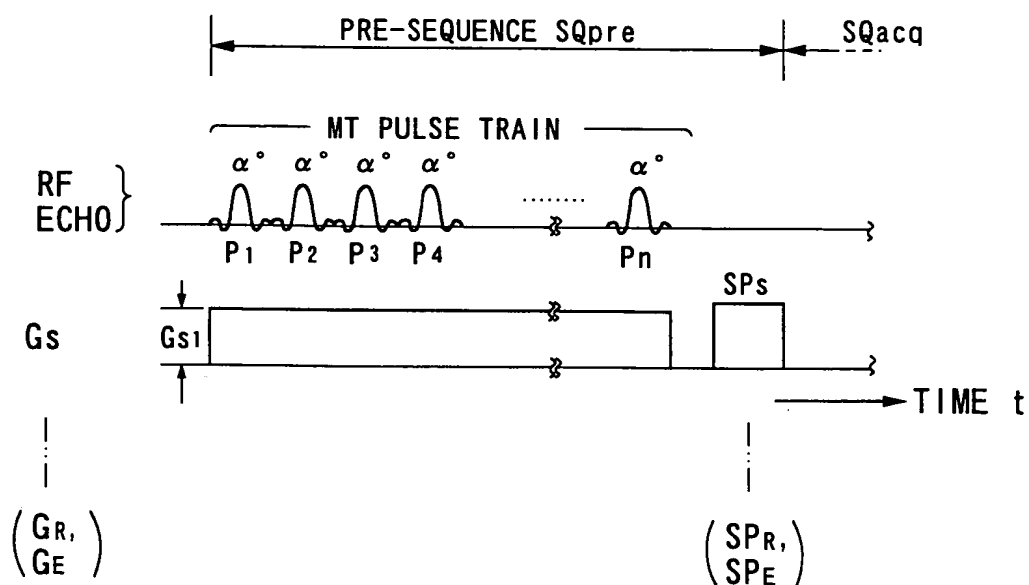 PRE-SEQUENCE SQpre
SQacq
MT PULSE TRAIN
α° α° α° α° α°
RF
ECHO
P1 P2 P3 P4 Pn
SPs
Gs
Gs1
TIME t
(GR,
GE)
(SPR,
SPE)